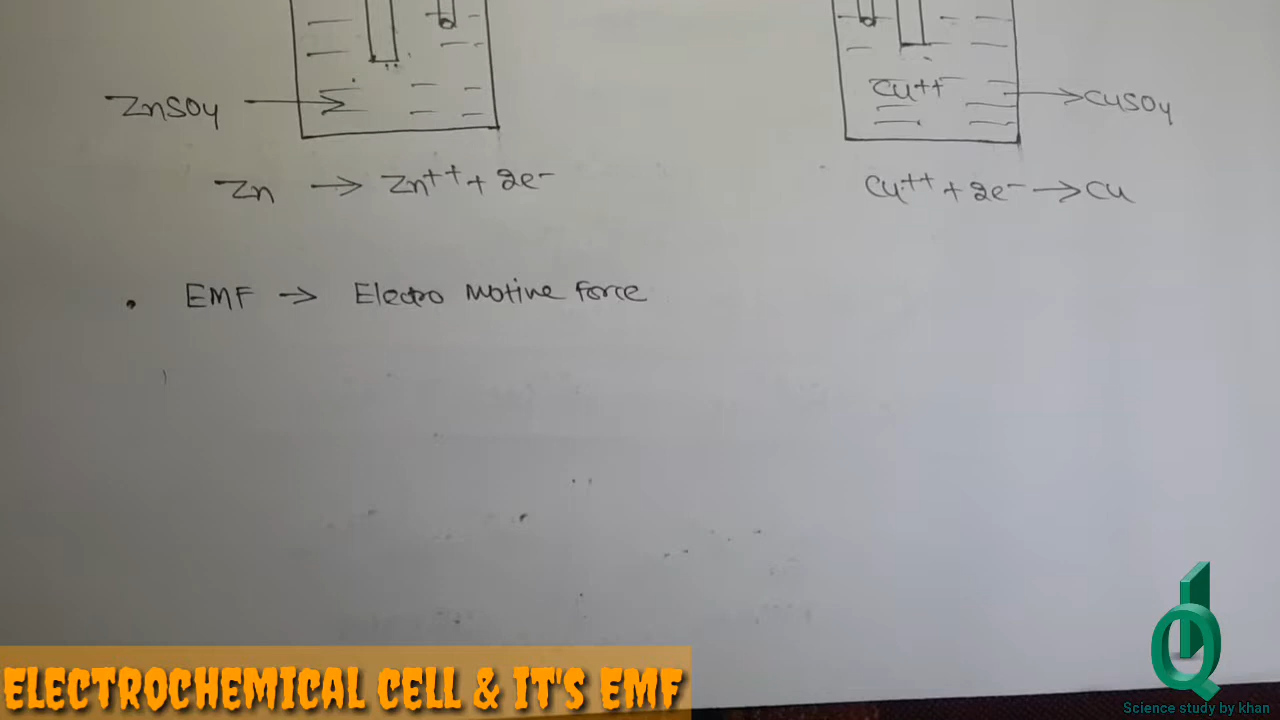 Cu++
ZnSO4
CuSO4
Zn → Zn++ + 2e-
Cu++ + 2e- → Cu
• EMF → Electro Motive Force
ELECTROCHEMICAL CELL & IT'S EMF
Science study by khan